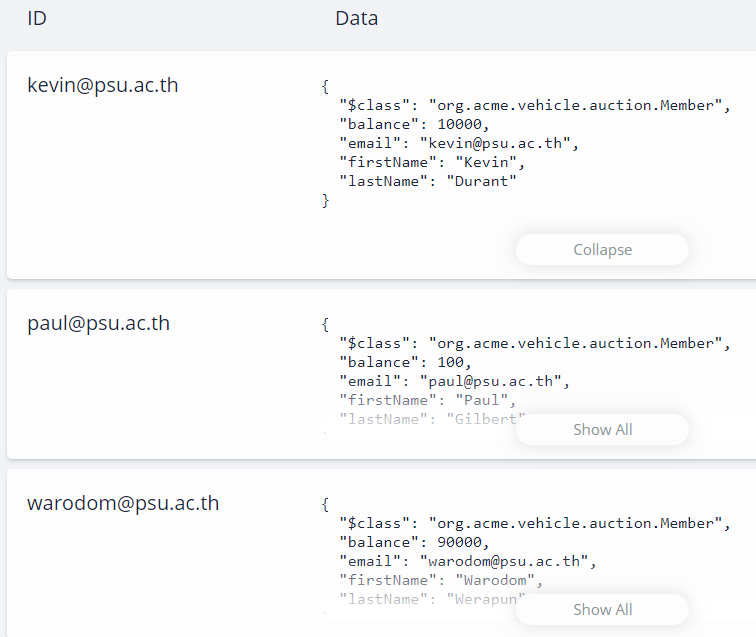 ID Data
kevin@psu.ac.th
{
"$class": "org.acme.vehicle.auction.Member",
"balance": 10000,
"email": "kevin@psu.ac.th",
"firstName": "Kevin",
"lastName": "Durant"
}
Collapse
paul@psu.ac.th
{
"$class": "org.acme.vehicle.auction.Member",
"balance": 100,
"email": "paul@psu.ac.th",
"firstName": "Paul",
"lastName": "Gilbert"
Show All
warodom@psu.ac.th
{
"$class": "org.acme.vehicle.auction.Member",
"balance": 90000,
"email": "warodom@psu.ac.th",
"firstName": "Warodom",
"lastName": "Werapun"
Show All